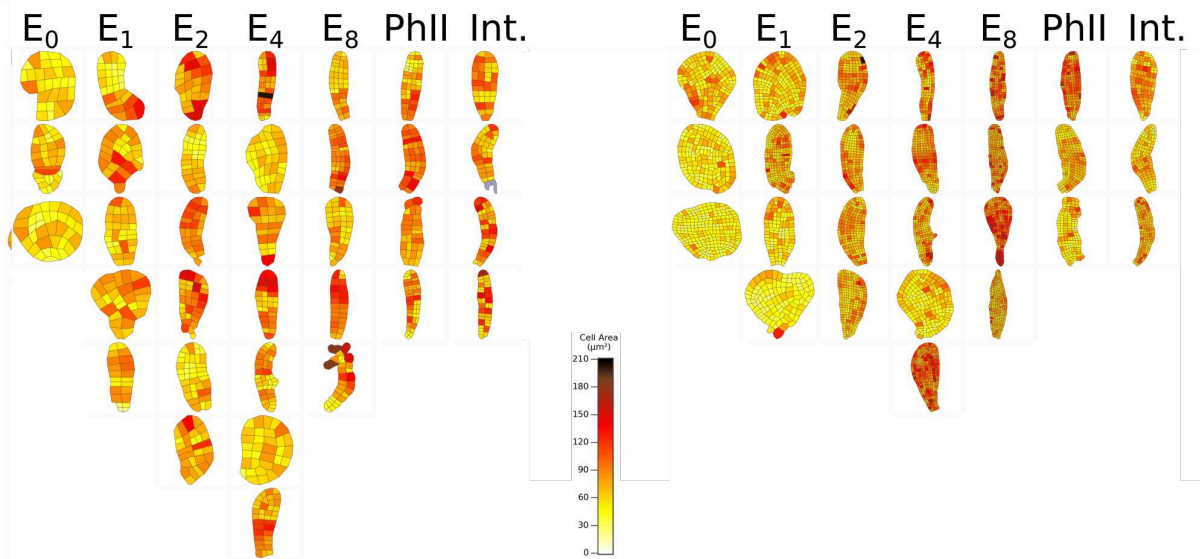 E₀ E₁ E₂ E₄ E₈ PhII Int.
E₀ E₁ E₂ E₄ E₈ PhII Int.
Cell Area
(μm²)
210
180
150
120
90
60
30
0